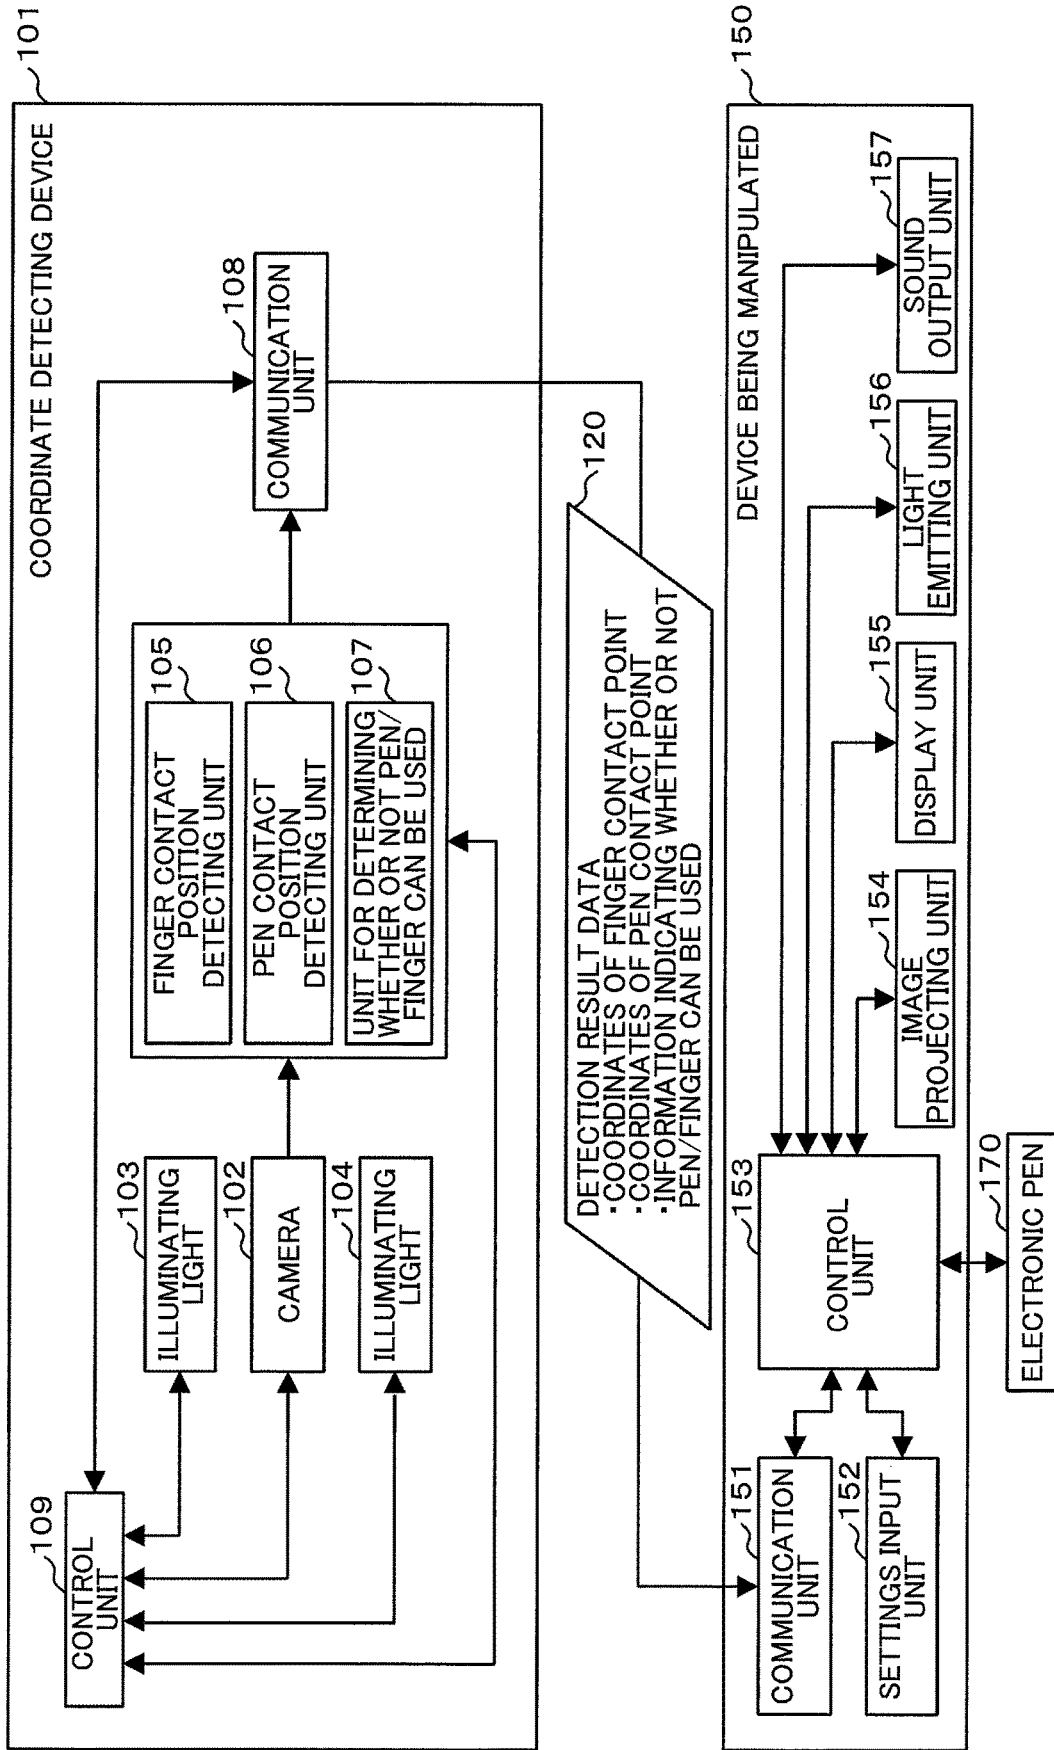 COORDINATE DETECTING DEVICE
101
109
CONTROL
UNIT
103
ILLUMINATING
LIGHT
102
CAMERA
104
ILLUMINATING
LIGHT
105
FINGER CONTACT
POSITION
DETECTING UNIT
106
PEN CONTACT
POSITION
DETECTING UNIT
107
UNIT FOR DETERMINING
WHETHER OR NOT PEN/
FINGER CAN BE USED
108
COMMUNICATION
UNIT
120
DETECTION RESULT DATA
・COORDINATES OF FINGER CONTACT POINT
・COORDINATES OF PEN CONTACT POINT
・INFORMATION INDICATING WHETHER OR NOT
PEN/FINGER CAN BE USED
DEVICE BEING MANIPULATED
150
151
COMMUNICATION
UNIT
152
SETTINGS INPUT
UNIT
153
CONTROL
UNIT
154
IMAGE
PROJECTING UNIT
155
DISPLAY UNIT
156
LIGHT
EMITTING UNIT
157
SOUND
OUTPUT UNIT
170
ELECTRONIC PEN